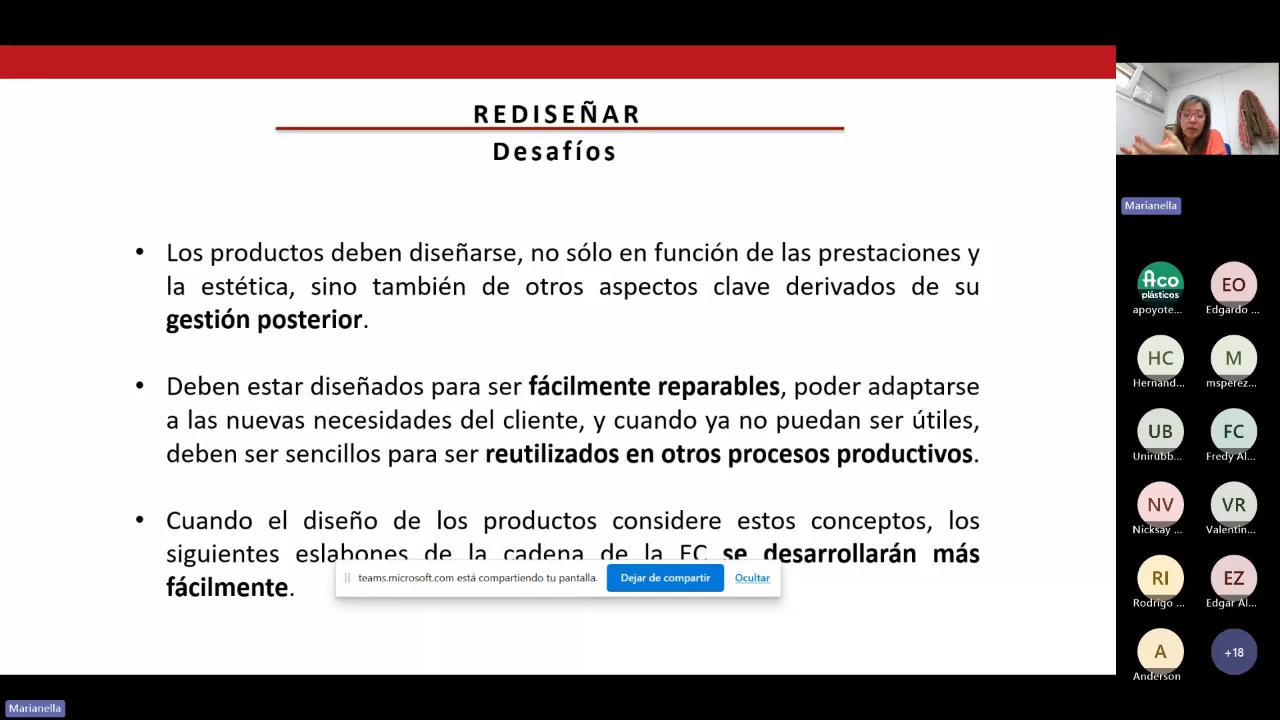 REDISEÑAR
Desafíos
• Los productos deben diseñarse, no sólo en función de las prestaciones y
la estética, sino también de otros aspectos clave derivados de su
gestión posterior.
• Deben estar diseñados para ser fácilmente reparables, poder adaptarse
a las nuevas necesidades del cliente, y cuando ya no puedan ser útiles,
deben ser sencillos para ser reutilizados en otros procesos productivos.
• Cuando el diseño de los productos considere estos conceptos, los
siguientes eslabones de la cadena de la EC se desarrollarán más
fácilmente.
teams.microsoft.com está compartiendo tu pantalla.
Dejar de compartir
Ocultar
Marianella
Aco
plásticos
apoyote...
EO
Edgardo ...
HC
Hernand...
M
msperez...
UB
Unirubb...
FC
Fredy Al...
NV
Nicksay ...
VR
Valentin...
RI
Rodrigo ...
EZ
Edgar Al...
A
Anderson
+18
Marianella